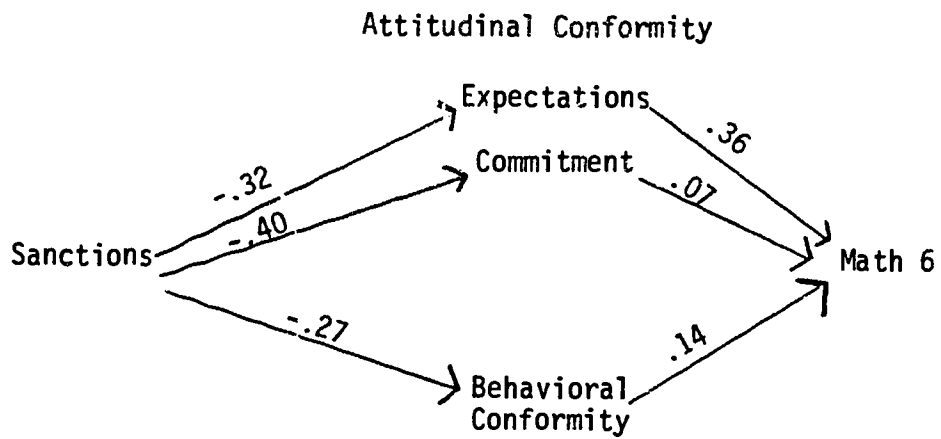 Attitudinal Conformity
Expectations
.36
Commitment
-.32
.07
-.40
Sanctions
Math 6
-.27
.14
Behavioral
Conformity